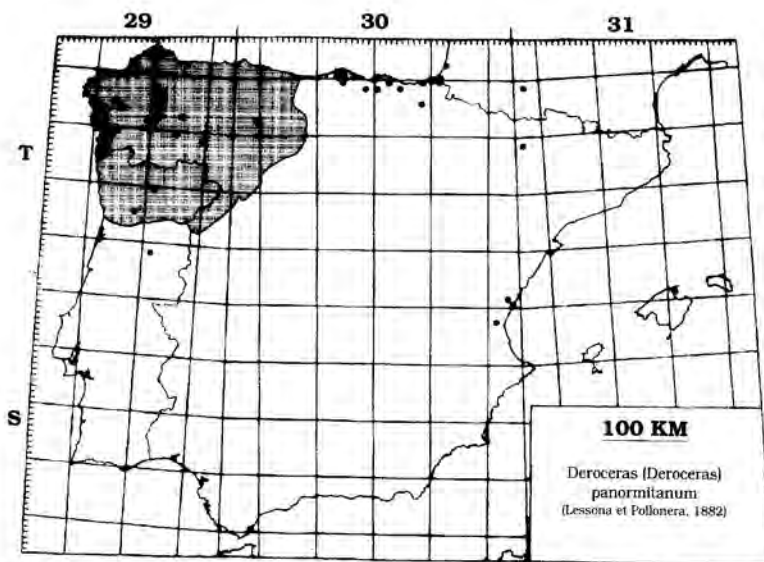 29 30 31
T
S
100 KM
Deroceras (Deroceras)
panormitanum
(Lessona et Pollonera, 1882)